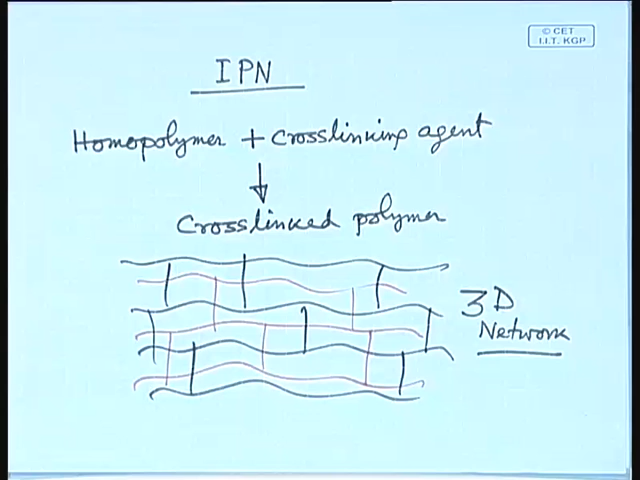 © CET
I.I.T. KGP
IPN
Homopolymer + Crosslinking agent
Crosslinked polymer
3D
Network